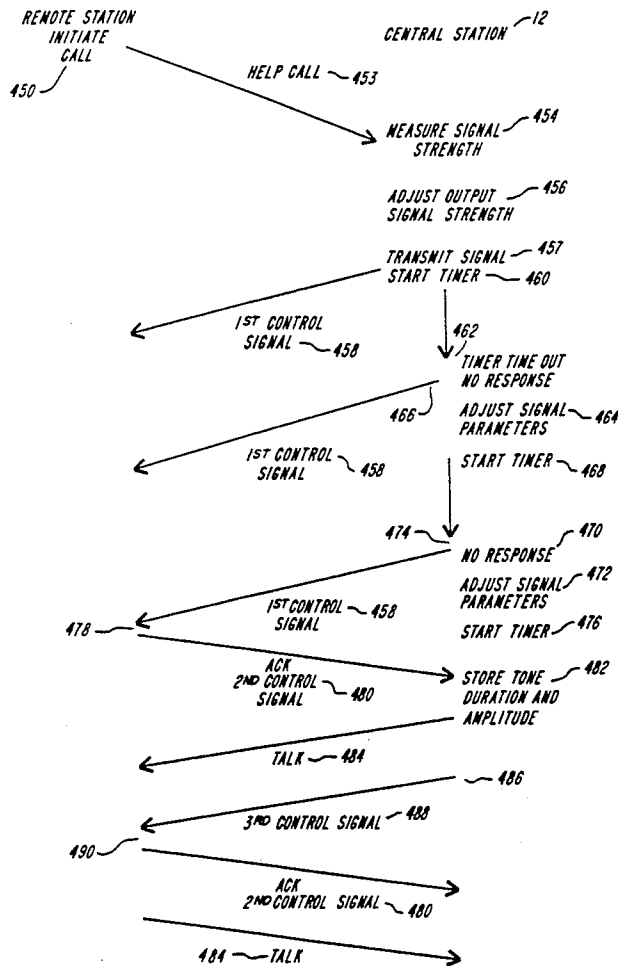 REMOTE STATION
INITIATE
CALL
450
CENTRAL STATION 12
HELP CALL 453
MEASURE SIGNAL 454
STRENGTH
ADJUST OUTPUT 456
SIGNAL STRENGTH
TRANSMIT SIGNAL 457
START TIMER 460
1ST CONTROL
SIGNAL 458
462
TIMER TIME OUT
NO RESPONSE
466
ADJUST SIGNAL 464
PARAMETERS
1ST CONTROL
SIGNAL 458
START TIMER 468
474
NO RESPONSE 470
ADJUST SIGNAL 472
PARAMETERS
1ST CONTROL
SIGNAL 458
START TIMER 476
478
ACK
2ND CONTROL
SIGNAL 480
STORE TONE 482
DURATION AND
AMPLITUDE
TALK 484
486
3RD CONTROL SIGNAL 488
490
ACK
2ND CONTROL SIGNAL 480
484 TALK